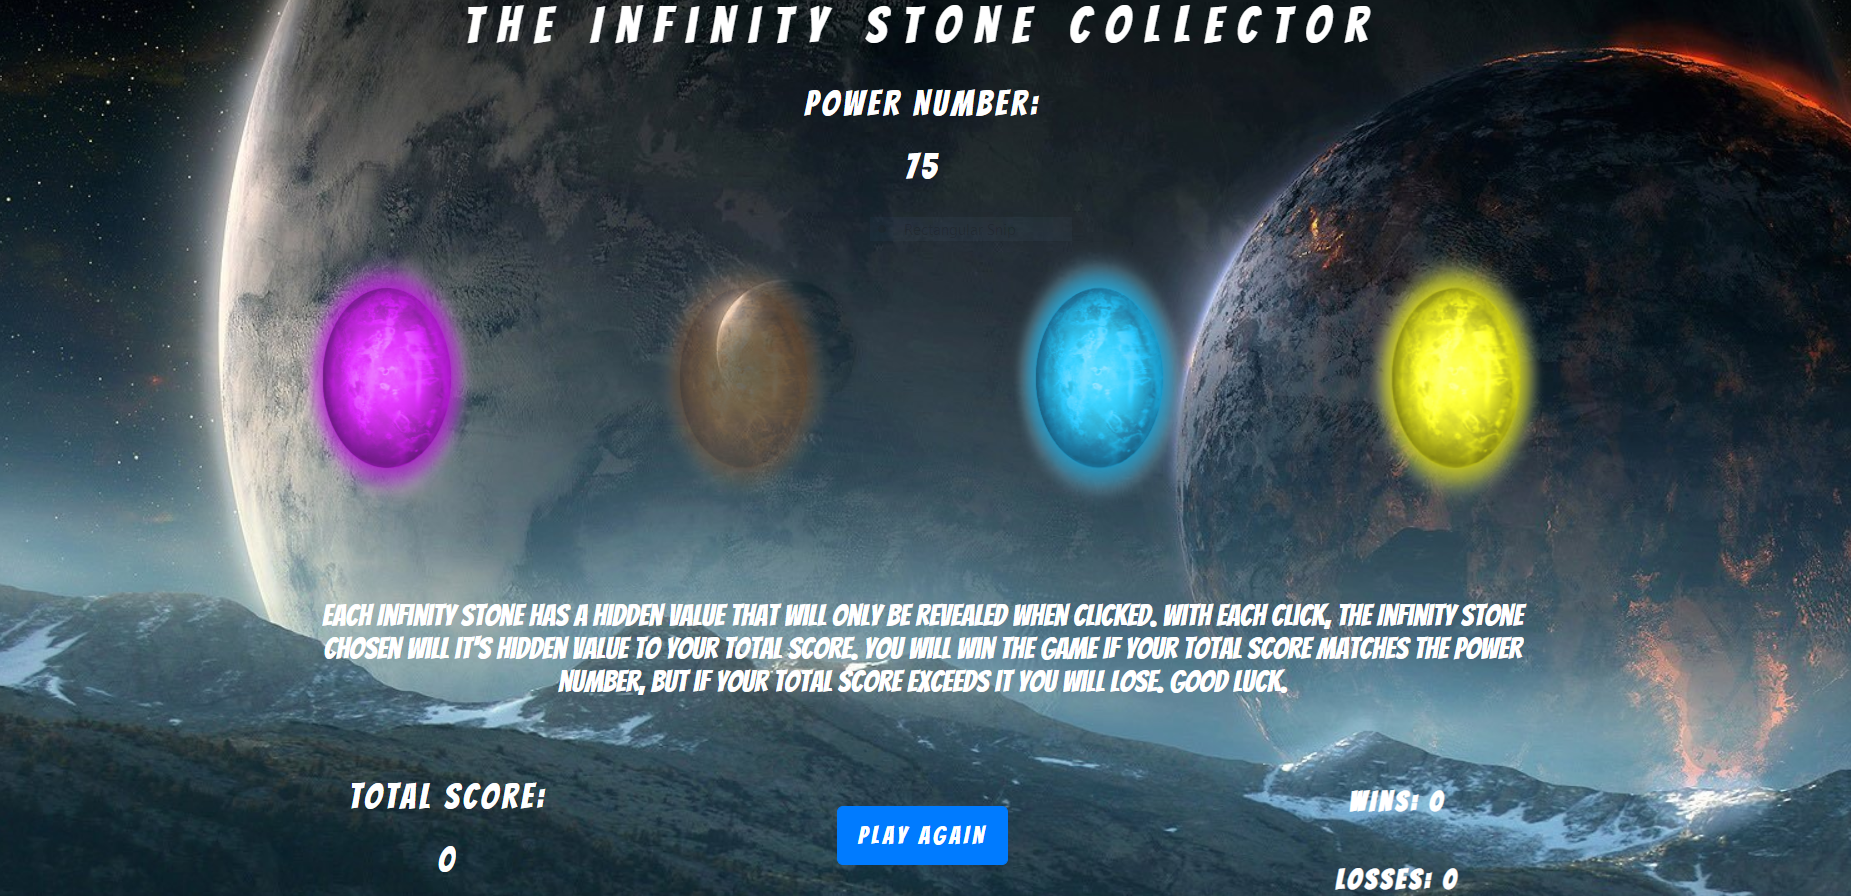 THE INFINITY STONE COLLECTOR
POWER NUMBER:
75
Rectangular Snip
EACH INFINITY STONE HAS A HIDDEN VALUE THAT WILL ONLY BE REVEALED WHEN CLICKED. WITH EACH CLICK, THE INFINITY STONE
CHOSEN WILL IT'S HIDDEN VALUE TO YOUR TOTAL SCORE. YOU WILL WIN THE GAME IF YOUR TOTAL SCORE MATCHES THE POWER
NUMBER, BUT IF YOUR TOTAL SCORE EXCEEDS IT YOU WILL LOSE. GOOD LUCK.
TOTAL SCORE:
0
PLAY AGAIN
WINS: 0
LOSSES: 0